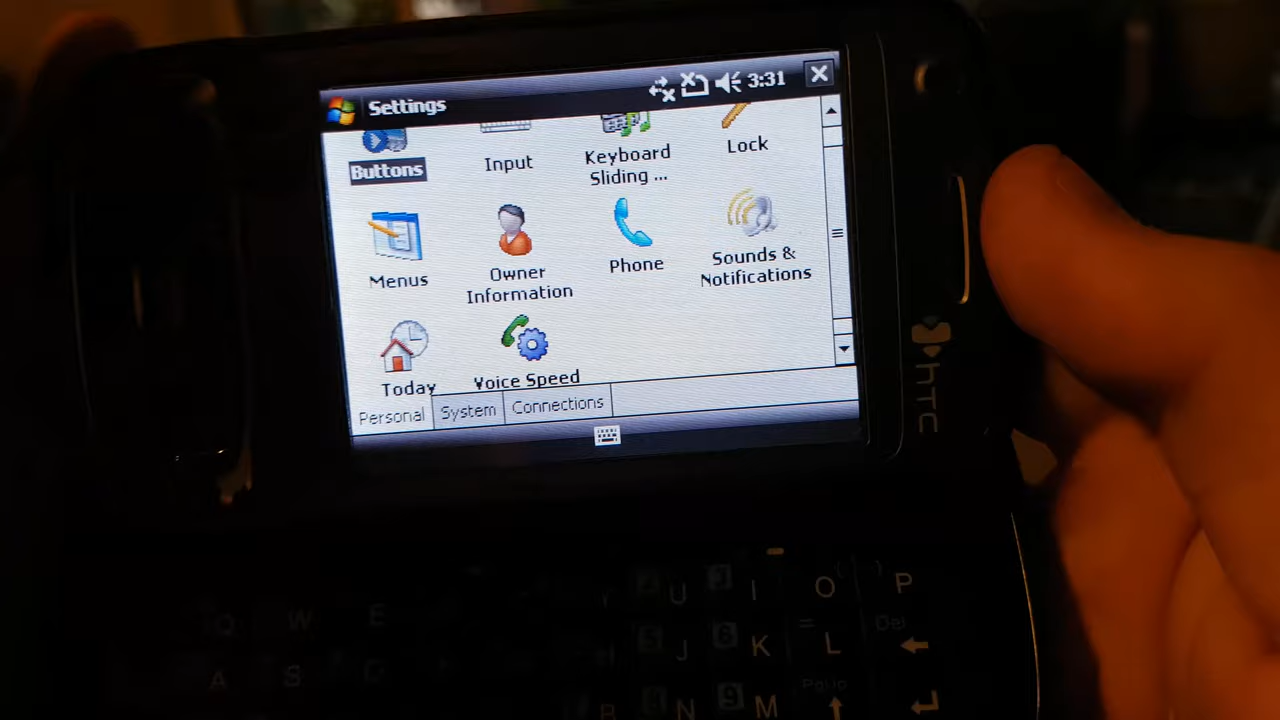 Settings
3:31
Buttons
Input
Keyboard
Sliding ...
Lock
Menus
Owner
Information
Phone
Sounds &
Notifications
Today
Voice Speed
Personal
System
Connections
hTC
W E U I O P
Del
A S J K L
N M